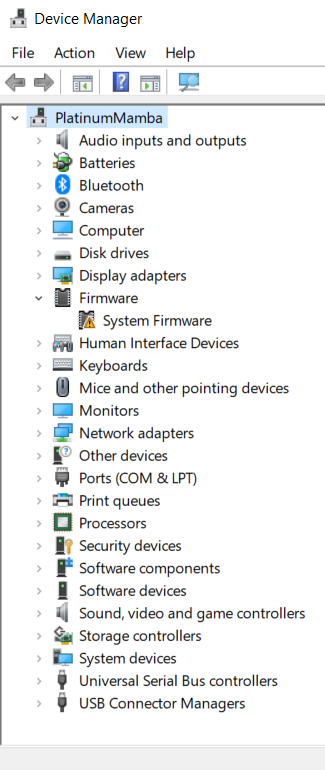 Device Manager
File Action View Help
PlatinumMamba
Audio inputs and outputs
Batteries
Bluetooth
Cameras
Computer
Disk drives
Display adapters
Firmware
System Firmware
Human Interface Devices
Keyboards
Mice and other pointing devices
Monitors
Network adapters
Other devices
Ports (COM & LPT)
Print queues
Processors
Security devices
Software components
Software devices
Sound, video and game controllers
Storage controllers
System devices
Universal Serial Bus controllers
USB Connector Managers